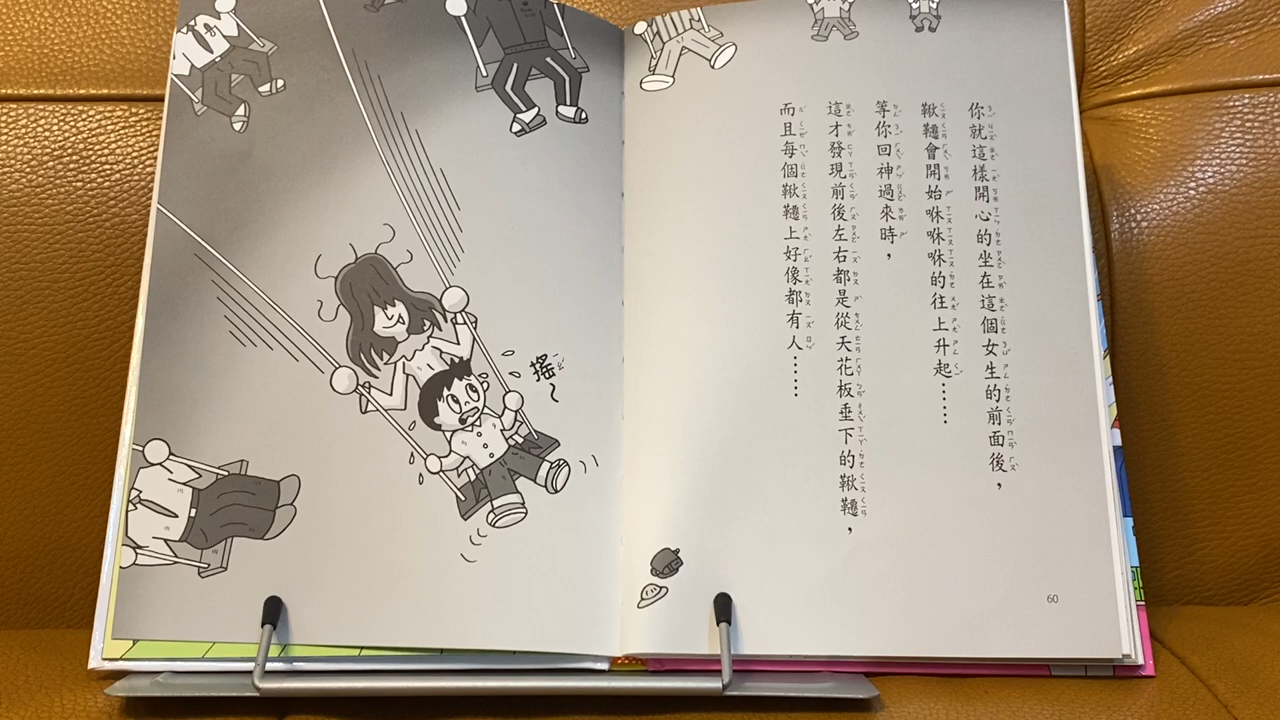 你就這樣開心的坐在這個女生的前面後，
鞦韆會開始咻咻咻的往上升起……
等你回神過來時，
這才發現前後左右都是從天花板垂下的鞦韆，
而且每個鞦韆上好像都有人……
搖～
60